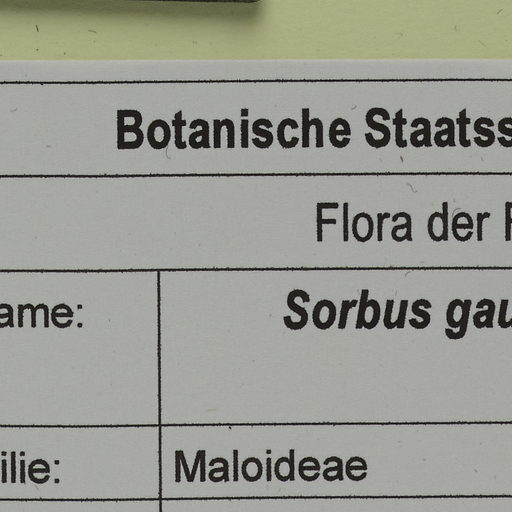 Botanische Staatss
Flora der
ame: Sorbus gau
ilie: Maloideae